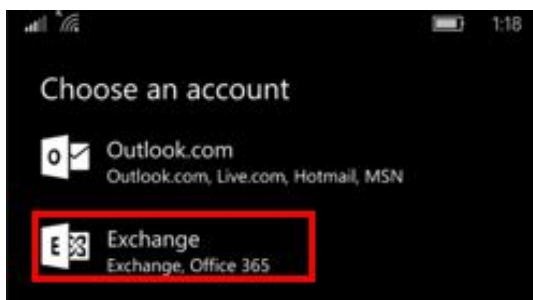 1:18
Choose an account
Outlook.com
Outlook.com, Live.com, Hotmail, MSN
Exchange
Exchange, Office 365